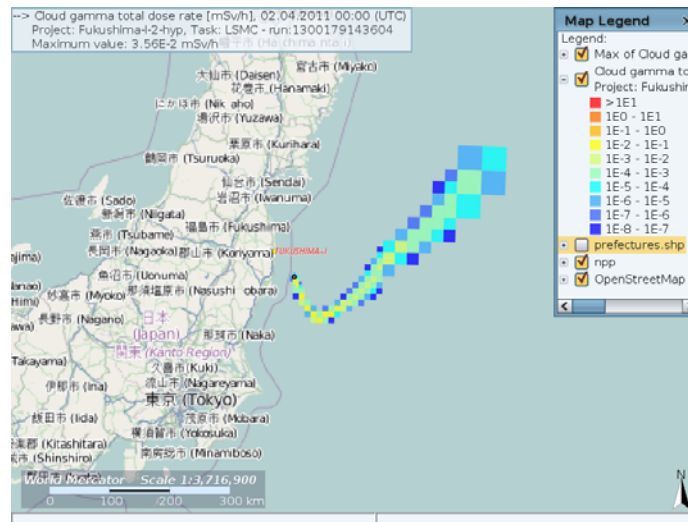 --> Cloud gamma total dose rate [mSv/h], 02.04.2011 00:00 (UTC)
Project: Fukushima-I-2-hyp, Task: LSMC - run:1300179143604
Maximum value: 3.56E-2 mSv/h
宮古市 (Miyako)
大仙市 (Daisen)
花巻市 (Hanamaki)
にかほ市 (Nik aho)
湯沢市 (Yuzawa)
栗原市 (Kurihara)
鶴岡市 (Tsuruoka)
仙台市 (Sendai)
岩沼市 (Iwanuma)
佐渡市 (Sado)
新潟市 (Niigata)
福島市 (Fukushima)
燕市 (Tsubame)
長岡市 (Nagaoka)
郡山市 (Koriyama)
FUKUSHIMA-I
魚沼市 (Uonuma)
那須塩原市 (Nasushi obara)
妙高市 (Myoko)
長野市 (Nagano)
日本
(Japan)
那珂市 (Naka)
関東 (Kanto Region)
Takayama)
久喜市 (Kuki)
伊那市 (Ina)
流山市 (Nagareyama)
東京 (Tokyo)
飯田市 (Iida)
茂原市 (Mobara)
横須賀市 (Yokosuka)
(Kitashitara)
(Shinshiro)
南房総市 (Minamiboso)
World Mercator Scale 1:3,716,900
0 100 200 300 km
N
Map Legend
Legend:
Max of Cloud ga
Cloud gamma to
Project: Fukushir
>1E1
1E0 - 1E1
1E-1 - 1E0
1E-2 - 1E-1
1E-3 - 1E-2
1E-4 - 1E-3
1E-5 - 1E-4
1E-6 - 1E-5
1E-7 - 1E-6
1E-8 - 1E-7
prefectures.shp
npp
OpenStreetMap